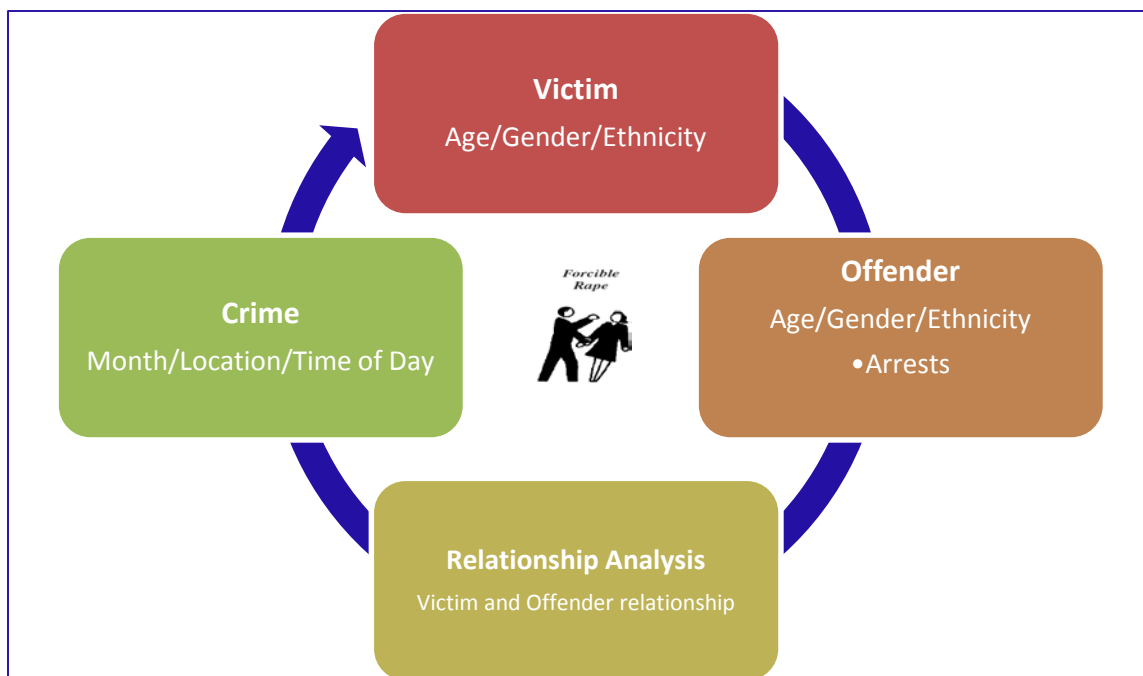 Victim
Age/Gender/Ethnicity
Offender
Age/Gender/Ethnicity
•Arrests
Forcible
Rape
Crime
Month/Location/Time of Day
Relationship Analysis
Victim and Offender relationship